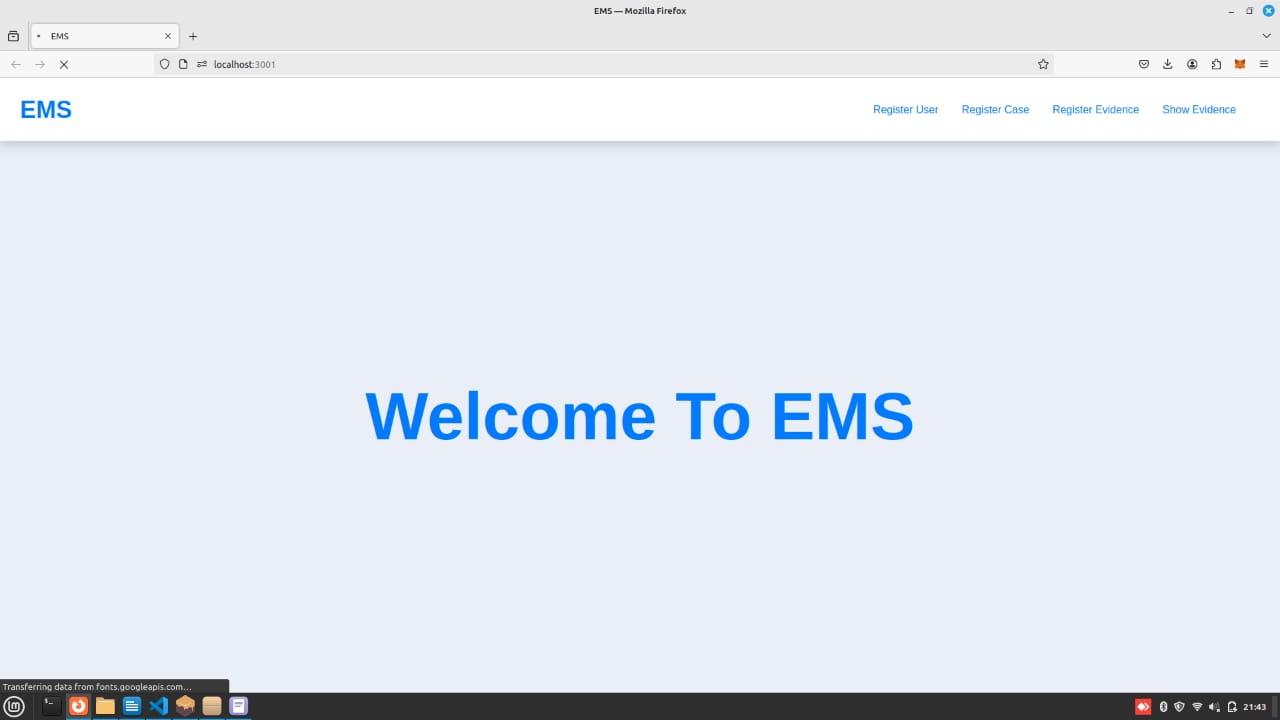 EMS — Mozilla Firefox
EMS
localhost:3001
EMS
Register User
Register Case
Register Evidence
Show Evidence
Welcome To EMS
Transferring data from fonts.googleapis.com…
21:43